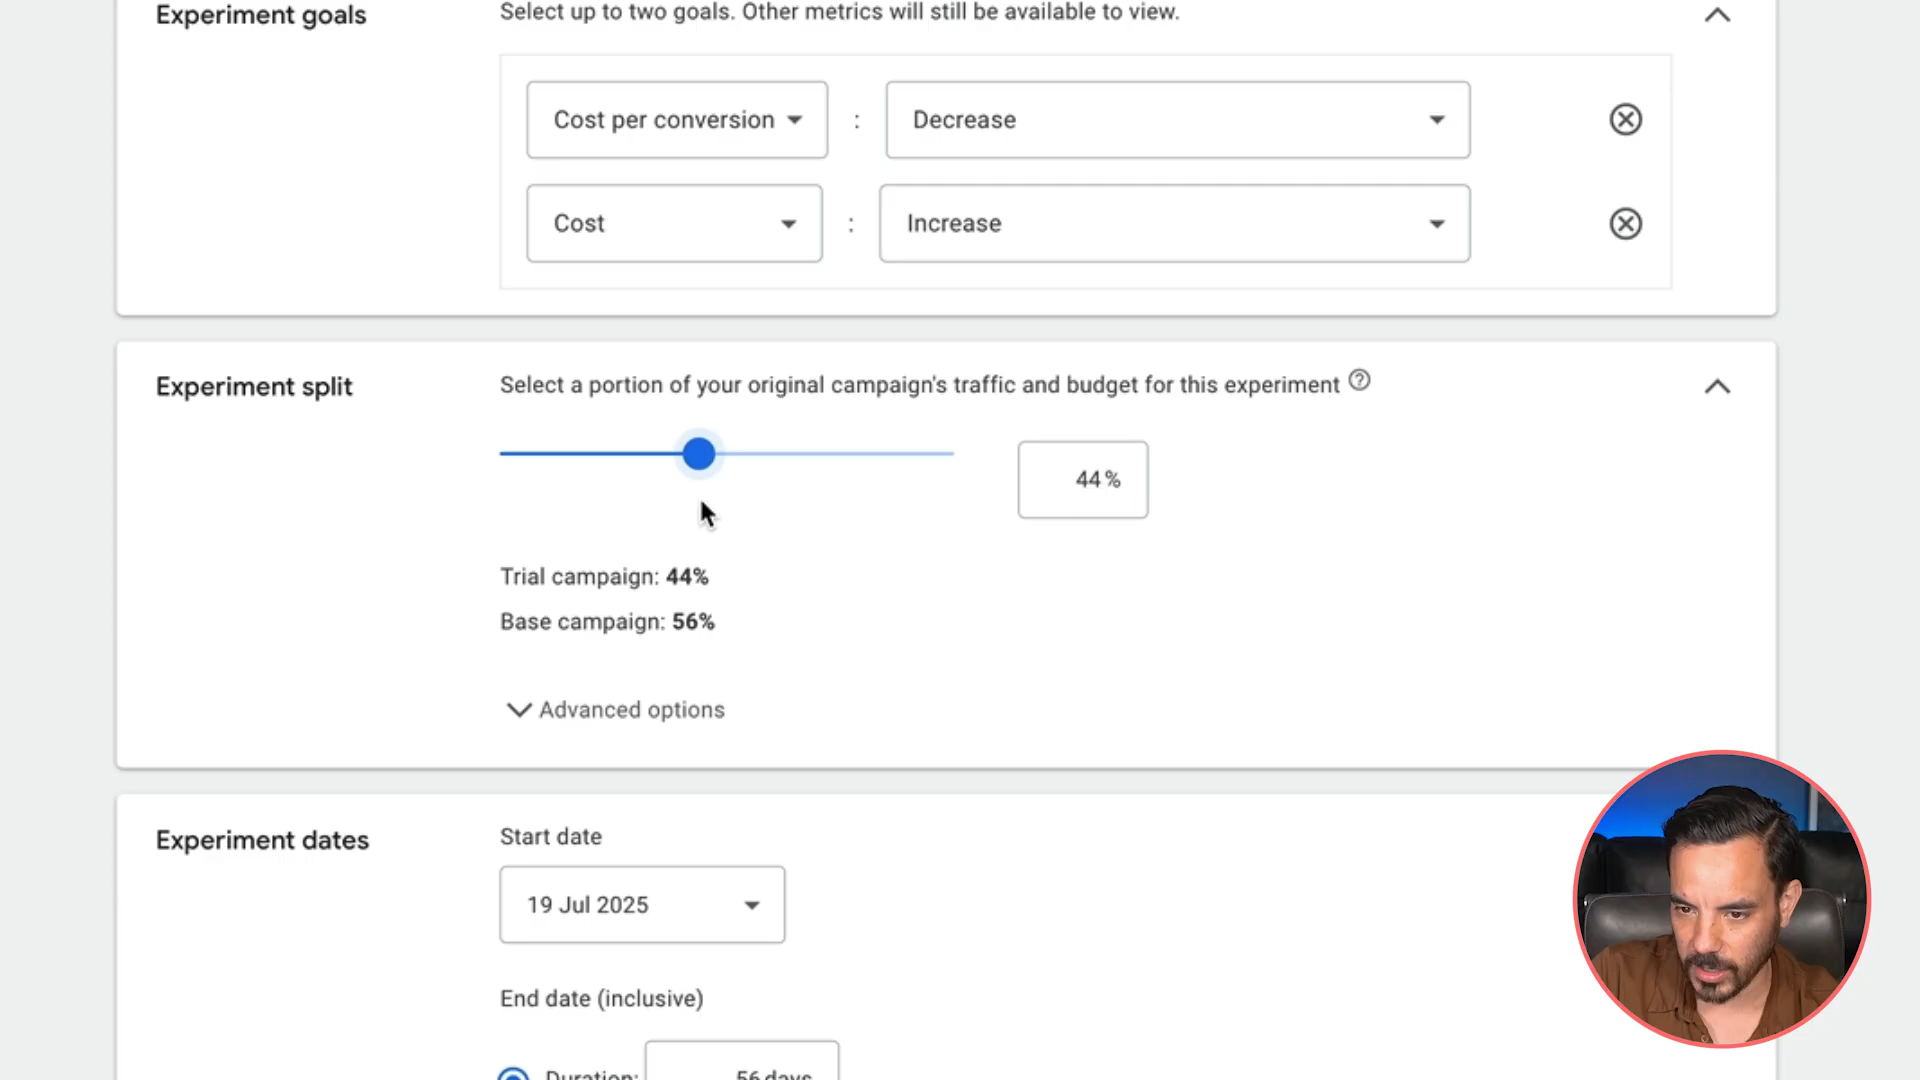 Experiment goals
Select up to two goals. Other metrics will still be available to view.
Cost per conversion : Decrease
Cost : Increase
Experiment split
Select a portion of your original campaign's traffic and budget for this experiment
44%
Trial campaign: 44%
Base campaign: 56%
Advanced options
Experiment dates
Start date
19 Jul 2025
End date (inclusive)
Duration: 56 days